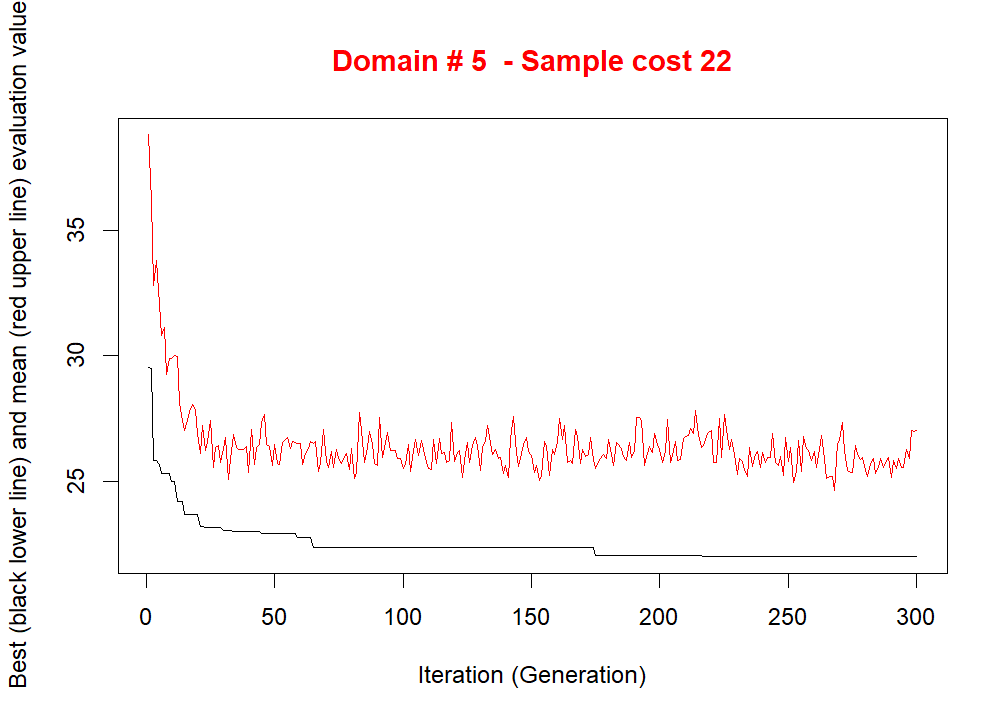 Domain # 5  - Sample cost 22
Best (black lower line) and mean (red upper line) evaluation value
35
30
25
0 50 100 150 200 250 300
Iteration (Generation)